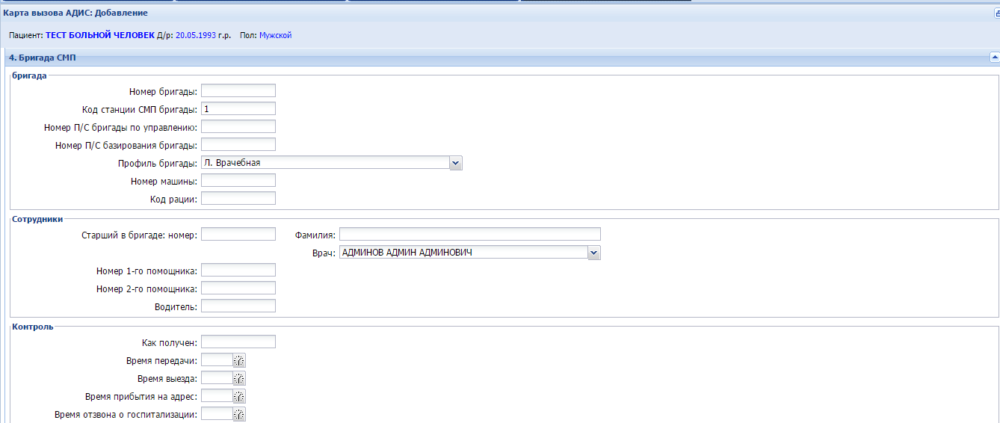 Карта вызова АДИС: Добавление
Пациент: ТЕСТ БОЛЬНОЙ ЧЕЛОВЕК Д/р: 20.05.1993 г.р. Пол: Мужской
4. Бригада СМП
бригада
Номер бригады:
Код станции СМП бригады: 1
Номер П/С бригады по управлению:
Номер П/С базирования бригады:
Профиль бригады: Л. Врачебная
Номер машины:
Код рации:
Сотрудники
Старший в бригаде: номер: Фамилия:
Врач: АДМИНОВ АДМИН АДМИНОВИЧ
Номер 1-го помощника:
Номер 2-го помощника:
Водитель:
Контроль
Как получен:
Время передачи:
Время выезда:
Время прибытия на адрес:
Время отзвона о госпитализации: